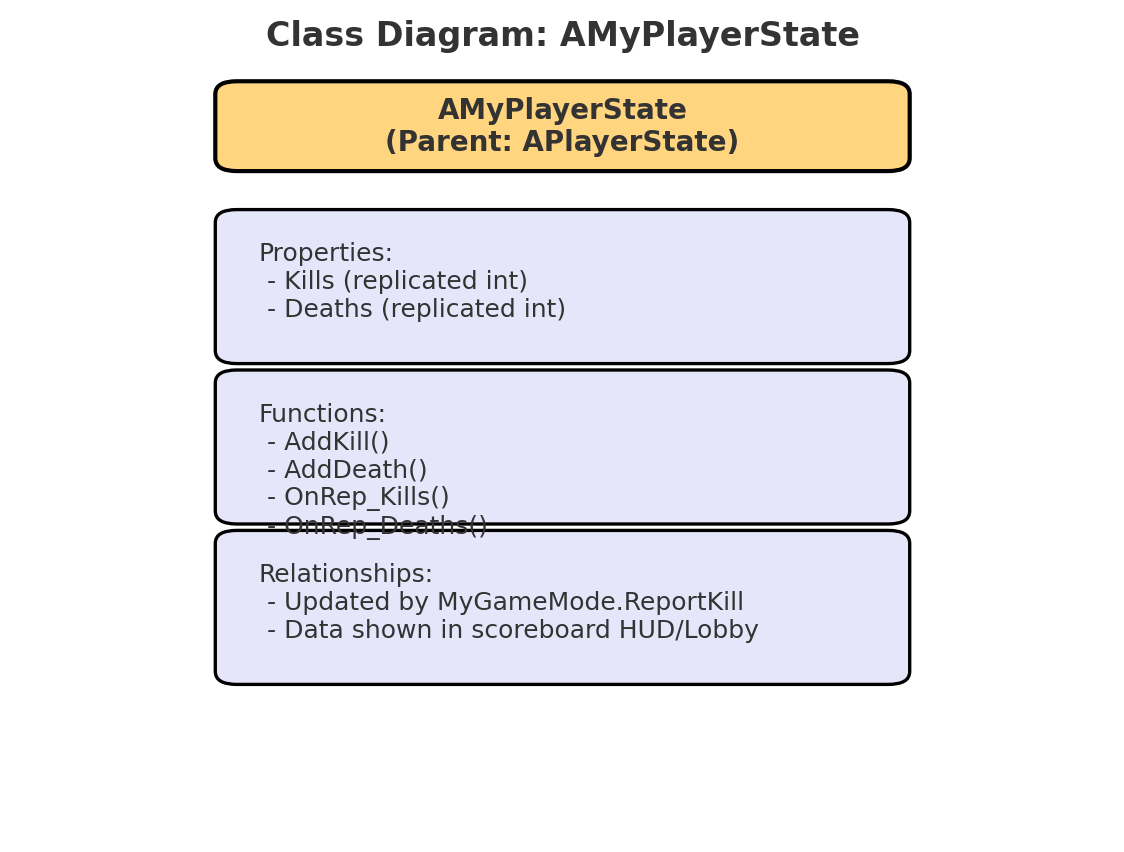 Class Diagram: AMyPlayerState
AMyPlayerState
(Parent: APlayerState)
Properties:
- Kills (replicated int)
- Deaths (replicated int)
Functions:
- AddKill()
- AddDeath()
- OnRep_Kills()
- OnRep_Deaths()
Relationships:
- Updated by MyGameMode.ReportKill
- Data shown in scoreboard HUD/Lobby